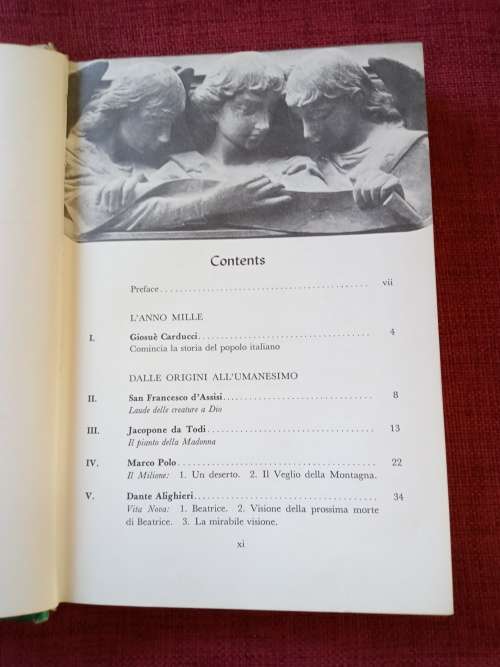 Contents
Preface vii
L'ANNO MILLE
I. Giosuè Carducci 4
Comincia la storia del popolo italiano
DALLE ORIGINI ALL'UMANESIMO
II. San Francesco d'Assisi 8
Laude delle creature a Dio
III. Jacopone da Todi 13
Il pianto della Madonna
IV. Marco Polo 22
Il Milione: 1. Un deserto. 2. Il Veglio della Montagna.
V. Dante Alighieri 34
Vita Nova: 1. Beatrice. 2. Visione della prossima morte
di Beatrice. 3. La mirabile visione.
xi